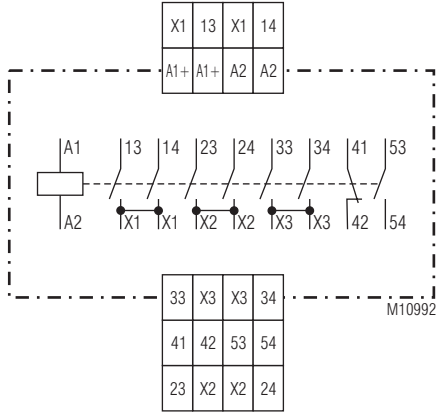 X1 13 X1 14
A1+ A1+ A2 A2
A1 13 14 23 24 33 34 41 53
A2 X1 X1 X2 X2 X3 X3 42 54
33 X3 X3 34
M10992
41 42 53 54
23 X2 X2 24